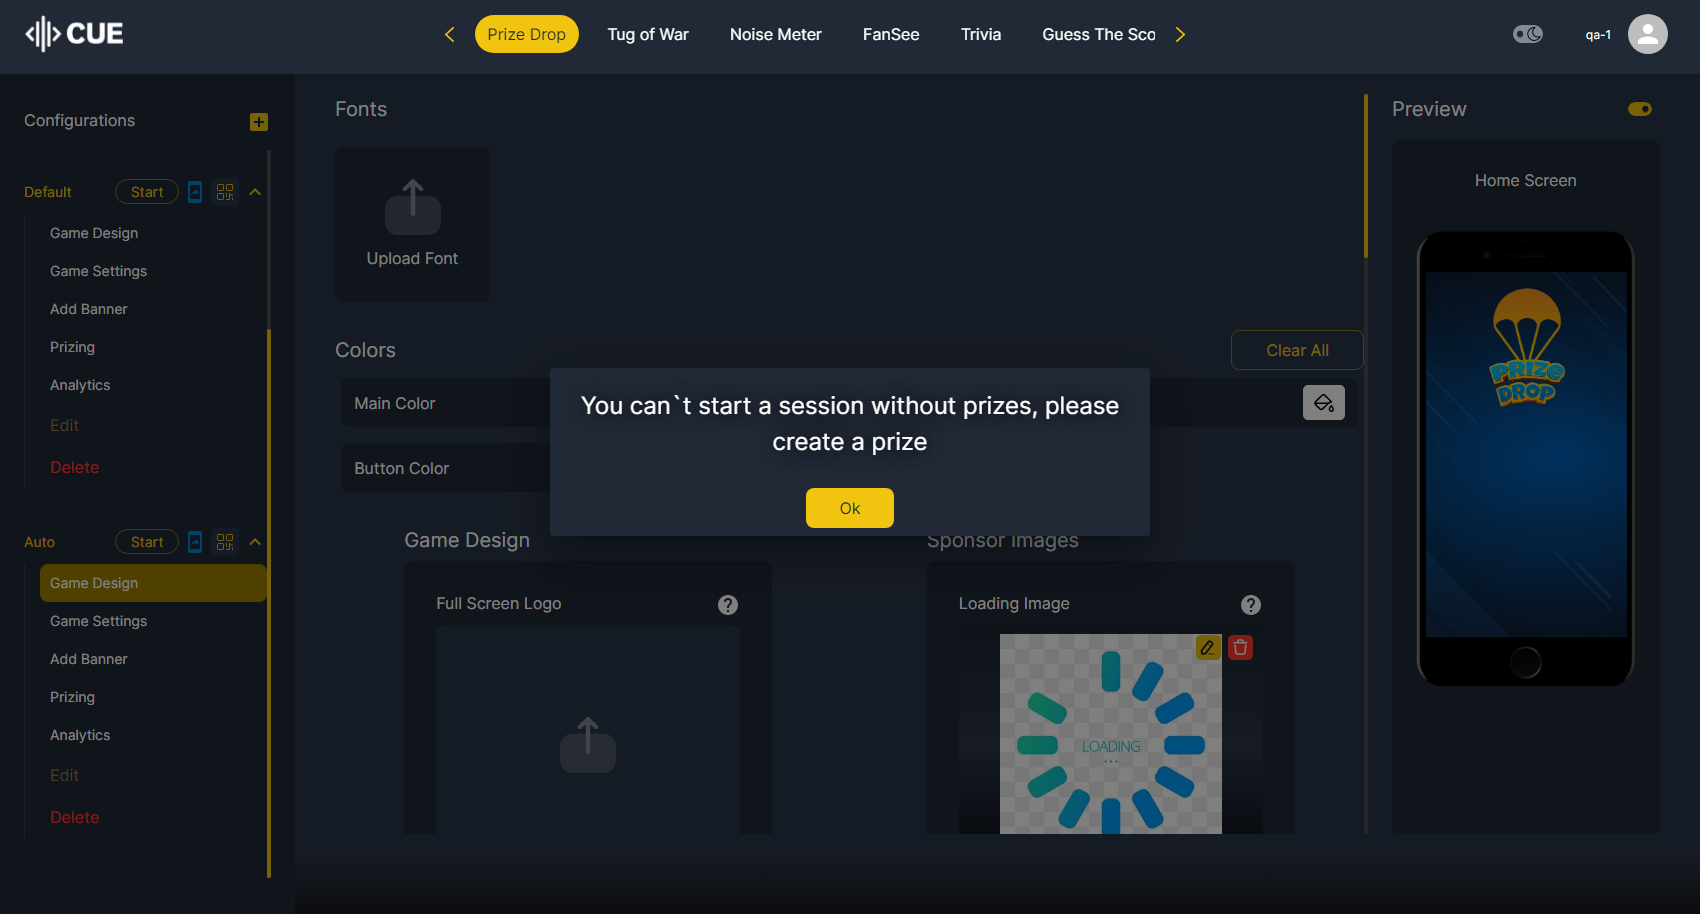 CUE
Prize Drop
Tug of War
Noise Meter
FanSee
Trivia
Guess The Sco
qa-1
Configurations
Default
Start
Game Design
Game Settings
Add Banner
Prizing
Analytics
Edit
Delete
Auto
Start
Game Design
Game Settings
Add Banner
Prizing
Analytics
Edit
Delete
Fonts
Upload Font
Colors
Clear All
Main Color
Button Color
You can`t start a session without prizes, please
create a prize
Ok
Game Design
Full Screen Logo
?
Sponsor Images
Loading Image
?
LOADING
...
Preview
Home Screen
PRIZE
DROP